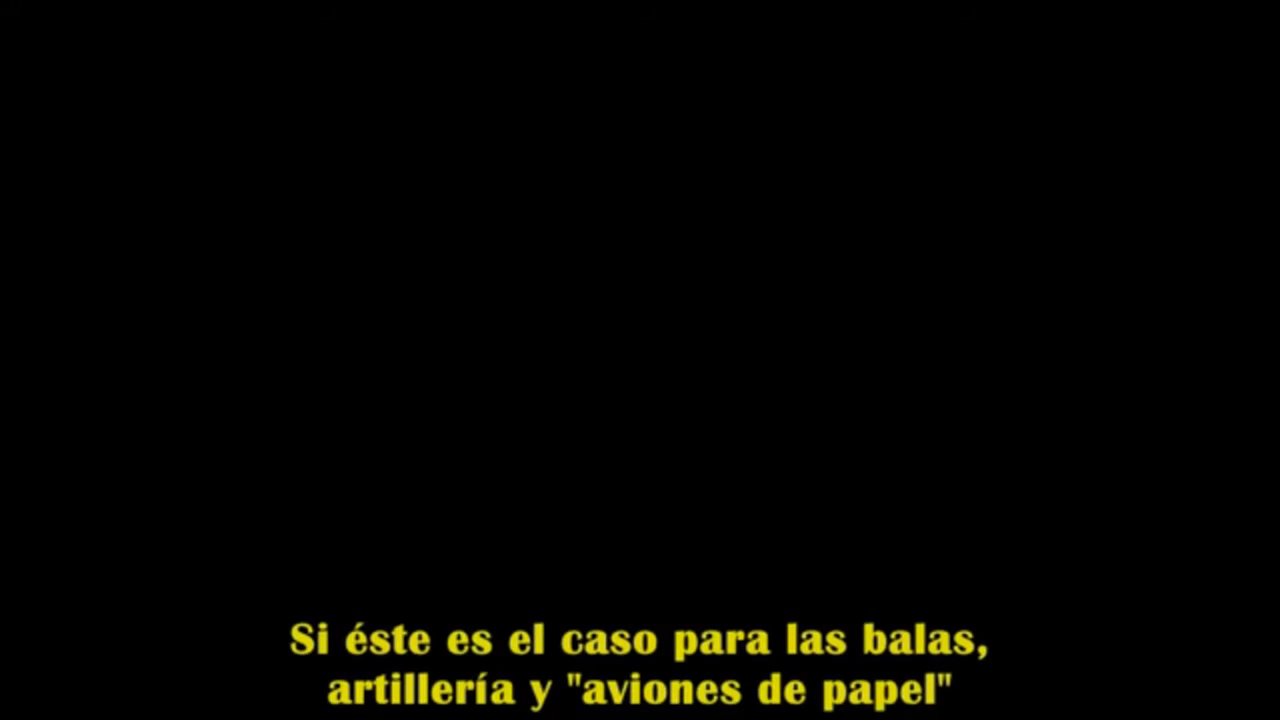 Si éste es el caso para las balas,
artillería y "aviones de papel"